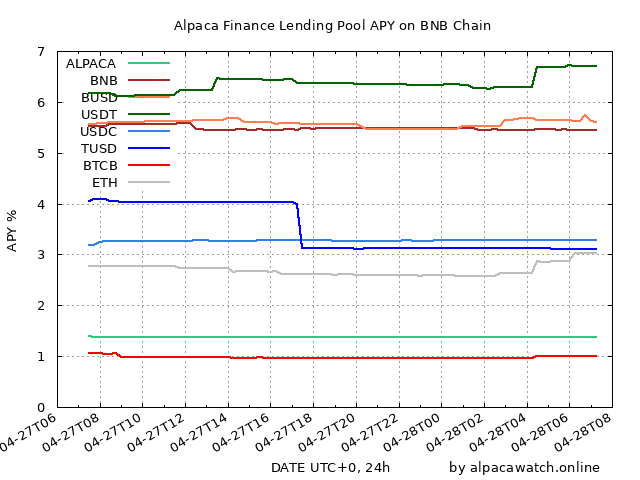 Alpaca Finance Lending Pool APY on BNB Chain
7
6
5
4
3
2
1
0
APY %
ALPACA
BNB
BUSD
USDT
USDC
TUSD
BTCB
ETH
04-27T06
04-27T08
04-27T10
04-27T12
04-27T14
04-27T16
04-27T18
04-27T20
04-27T22
04-28T00
04-28T02
04-28T04
04-28T06
04-28T08
DATE UTC+0, 24h
by alpacawatch.online